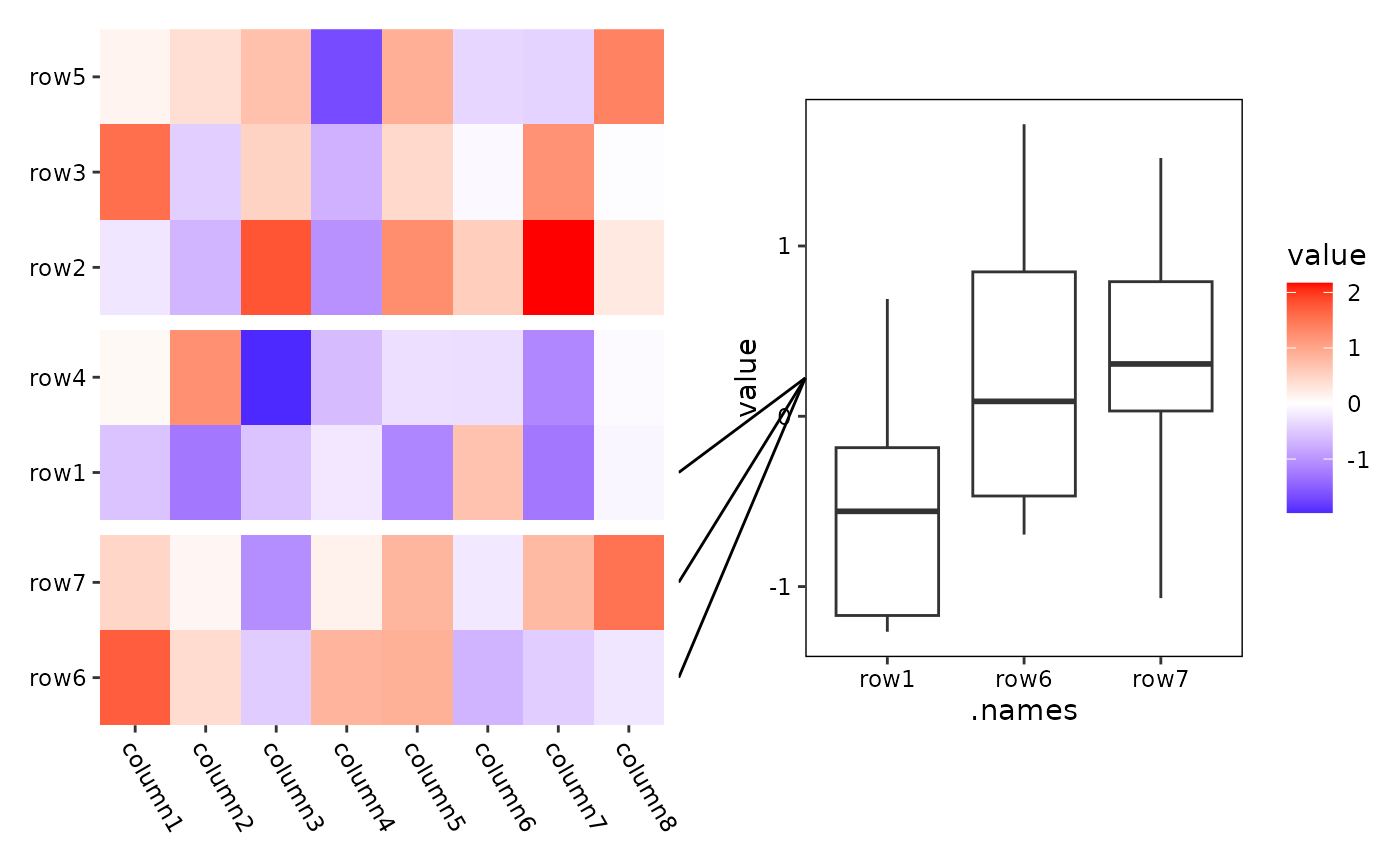 row5
row3
row2
row4
row1
row7
row6
column1
column2
column3
column4
column5
column6
column7
column8
value
1
0
-1
row1
row6
row7
.names
value
2
1
0
-1